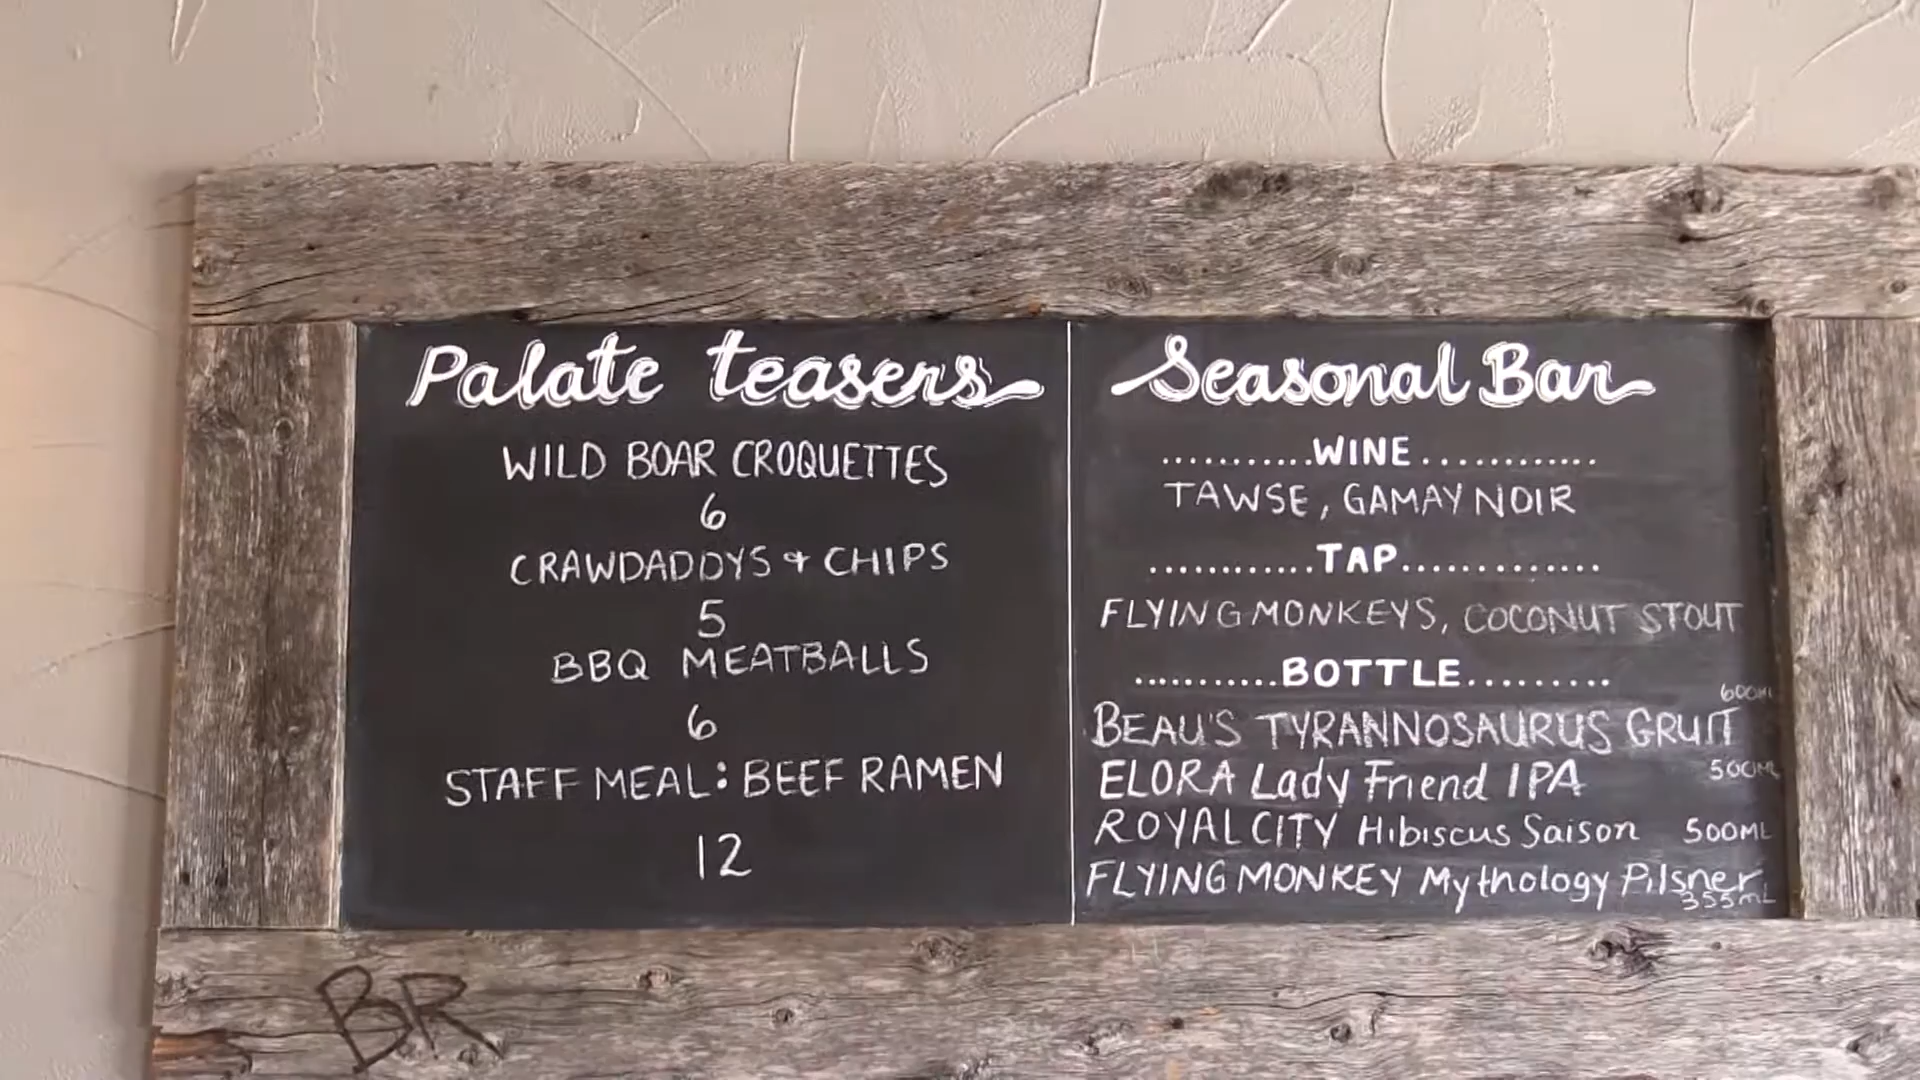 Palate teasers
WILD BOAR CROQUETTES
6
CRAWDADDYS + CHIPS
5
BBQ MEATBALLS
6
STAFF MEAL: BEEF RAMEN
12
Seasonal Bar
...........WINE............
TAWSE, GAMAY NOIR
............TAP.............
FLYING MONKEYS, COCONUT STOUT
...........BOTTLE.........
600ML
BEAU'S TYRANNOSAURUS GRUIT
ELORA Lady Friend IPA 500ML
ROYAL CITY Hibiscus Saison 500ML
FLYING MONKEY Mythology Pilsner
355mL
BR